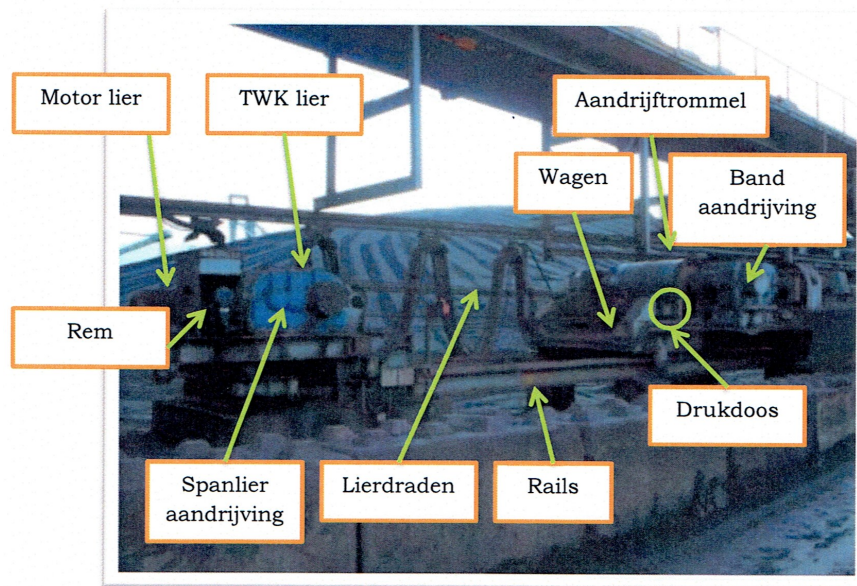 Motor lier
TWK lier
Aandrijftrommel
Wagen
Band
aandrijving
Rem
Drukdoos
Spanlier
aandrijving
Lierdraden
Rails